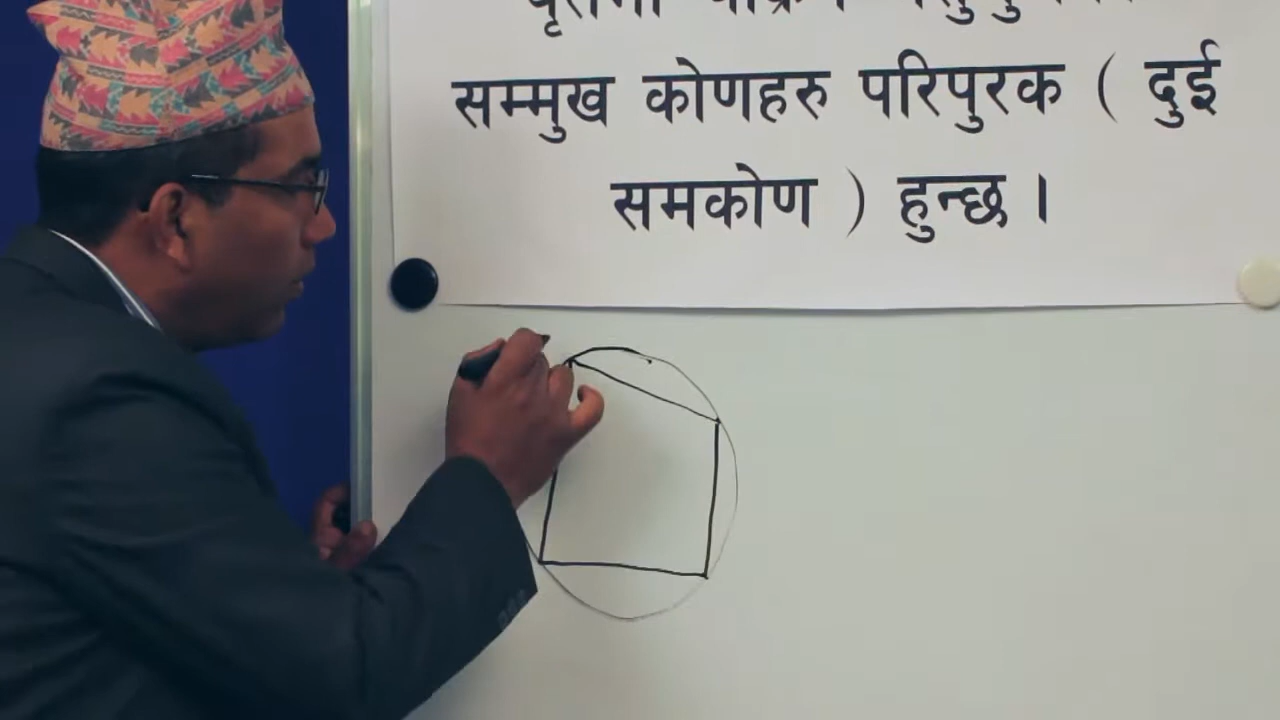 सम्मुख कोणहरु परिपुरक ( दुई
समकोण ) हुन्छ ।